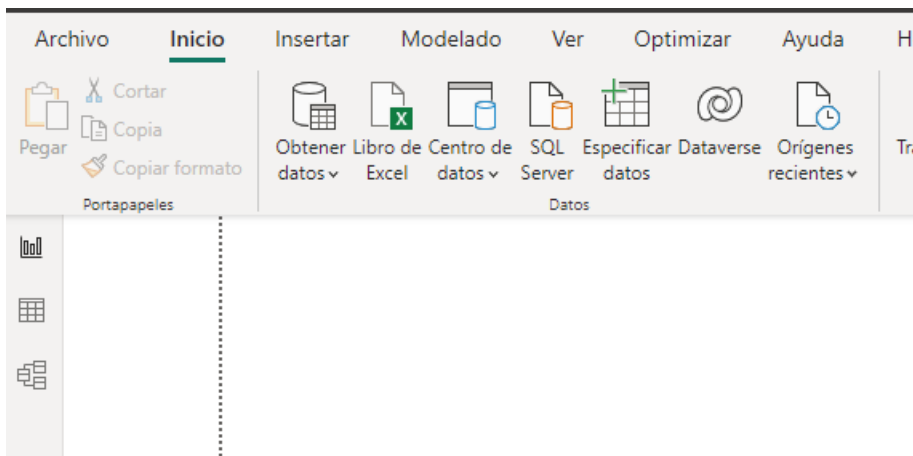 Archivo Inicio Insertar Modelado Ver Optimizar Ayuda H
Pegar
Cortar
Copia
Copiar formato
Portapapeles
Obtener datos
Libro de Excel
Centro de datos
SQL Server
Especificar datos
Dataverse
Orígenes recientes
Datos